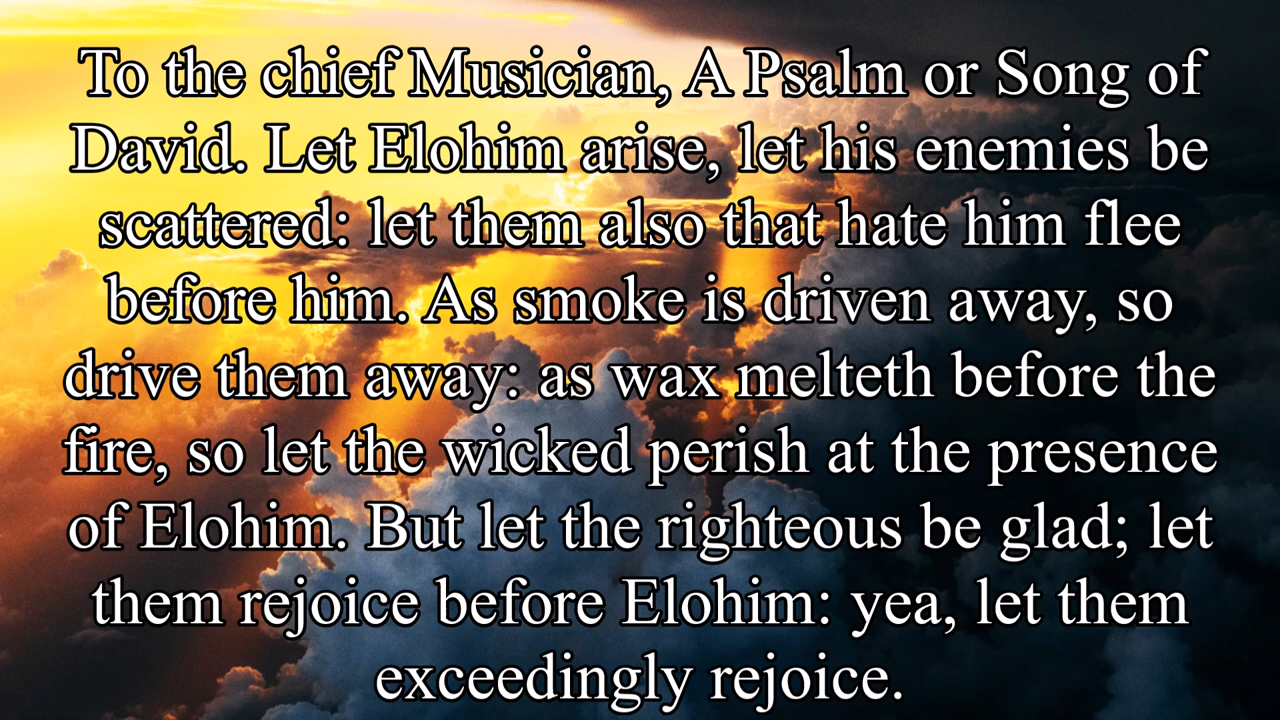 To the chief Musician, A Psalm or Song of
David. Let Elohim arise, let his enemies be
scattered: let them also that hate him flee
before him. As smoke is driven away, so
drive them away: as wax melteth before the
fire, so let the wicked perish at the presence
of Elohim. But let the righteous be glad; let
them rejoice before Elohim: yea, let them
exceedingly rejoice.